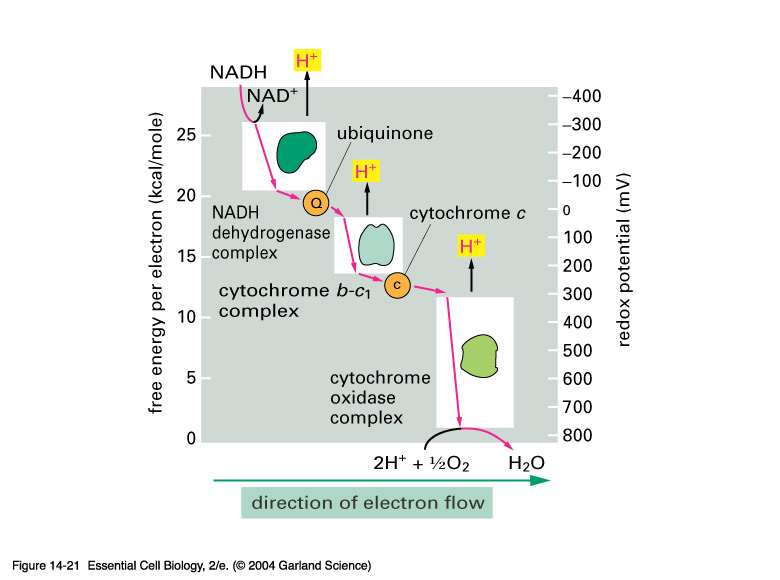 H⁺
NADH
NAD⁺
–400
–300
–200
–100
0
100
200
300
400
500
600
700
800
redox potential (mV)
free energy per electron (kcal/mole)
25
20
15
10
5
0
ubiquinone
H⁺
Q
NADH
dehydrogenase
complex
cytochrome c
H⁺
c
cytochrome b-c₁
complex
cytochrome
oxidase
complex
2H⁺ + ½O₂
H₂O
direction of electron flow
Figure 14-21 Essential Cell Biology, 2/e. (© 2004 Garland Science)